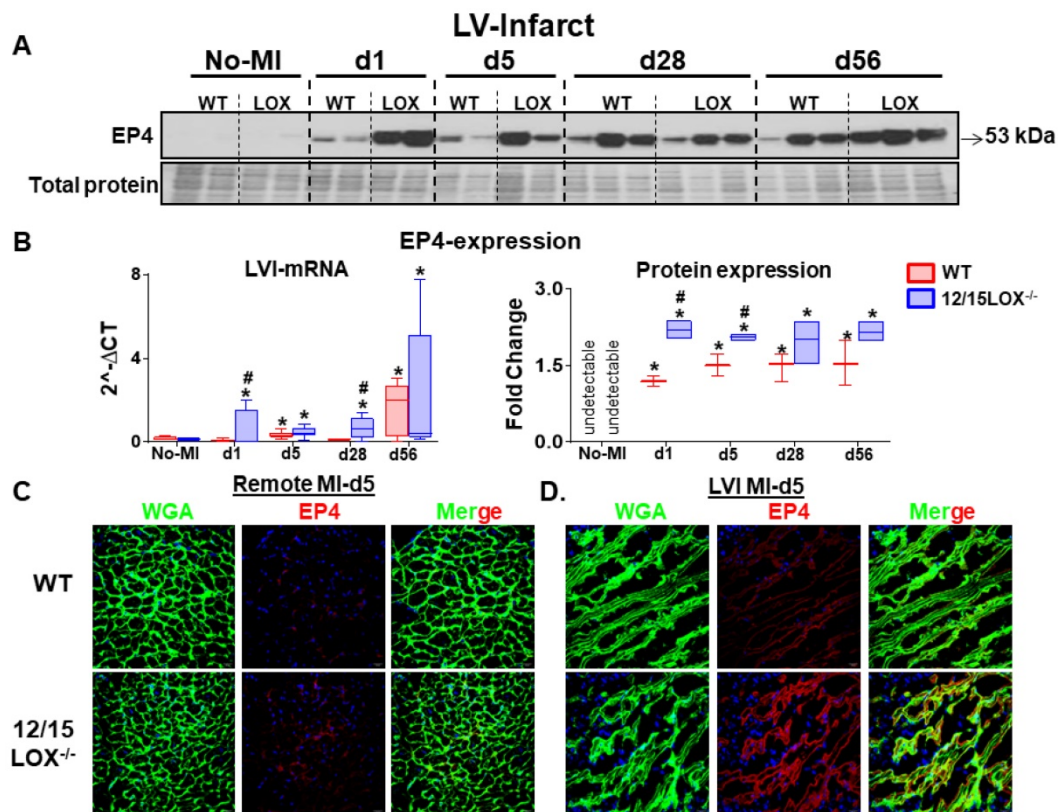 LV-Infarct
A
No-MI d1 d5 d28 d56
WT LOX WT LOX WT LOX WT LOX WT LOX
EP4 →53 kDa
Total protein
B
EP4-expression
LVI-mRNA
2^-ΔCT
8
4
0
No-MI d1 d5 d28 d56
# * * * # * * *
Protein expression
Fold Change
3.0
1.5
0.0
undetectable
undetectable
No-MI d1 d5 d28 d56
* # * * # * * * * *
WT
12/15LOX-/-
C
Remote MI-d5
WGA EP4 Merge
D.
LVI MI-d5
WGA EP4 Merge
WT
12/15
LOX-/-